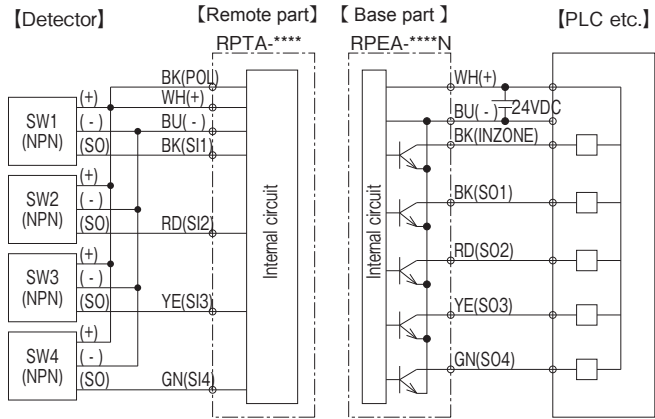 【Detector】
【Remote part】
【 Base part 】
【PLC etc.】
RPTA-****
RPEA-****N
SW1
(NPN)
(+)
( - )
(SO)
SW2
(NPN)
(+)
( - )
(SO)
SW3
(NPN)
(+)
( - )
(SO)
SW4
(NPN)
(+)
( - )
(SO)
BK(POL)
WH(+)
BU( - )
BK(SI1)
RD(SI2)
YE(SI3)
GN(SI4)
Internal circuit
Internal circuit
WH(+)
24VDC
BU( - )
BK(INZONE)
BK(SO1)
RD(SO2)
YE(SO3)
GN(SO4)